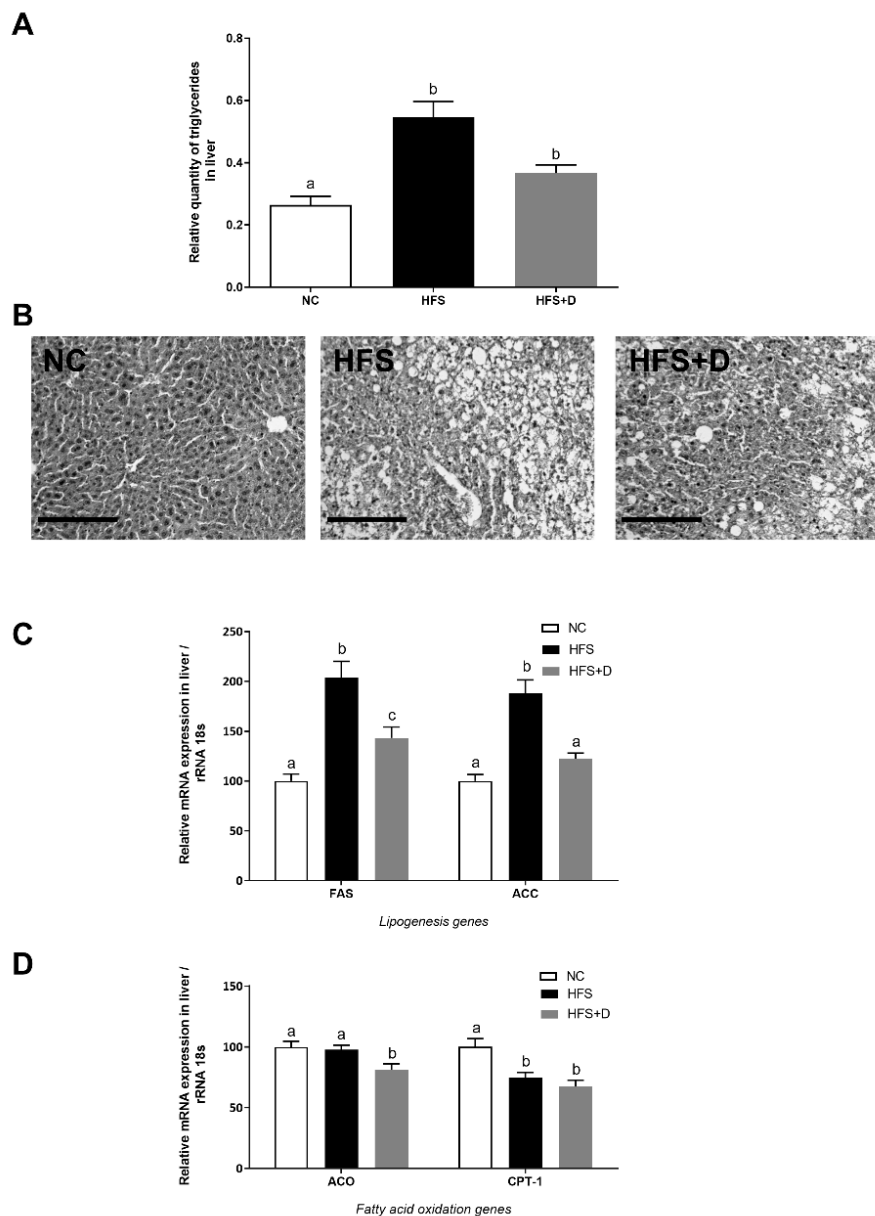 A
Relative quantity of triglycerides
in liver
0.8
0.6
0.4
0.2
0.0
a
b
b
NC
HFS
HFS+D
B
NC
HFS
HFS+D
C
Relative mRNA expression in liver /
rRNA 18s
250
200
150
100
50
0
NC
HFS
HFS+D
a
b
c
a
b
a
FAS
ACC
Lipogenesis genes
D
Relative mRNA expression in liver /
rRNA 18s
150
100
50
0
NC
HFS
HFS+D
a
a
b
a
b
b
ACO
CPT-1
Fatty acid oxidation genes